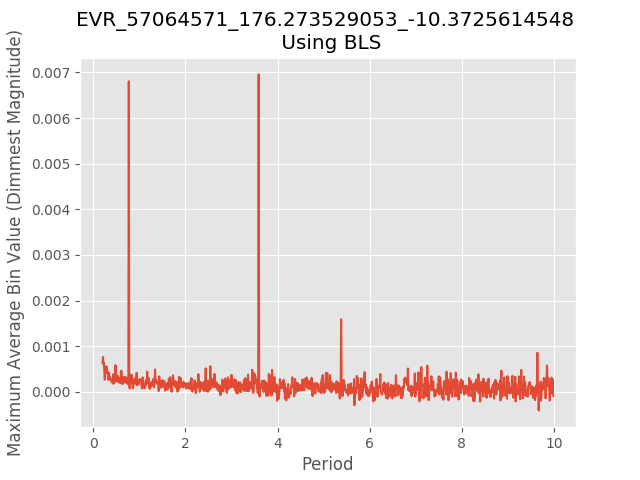 EVR_57064571_176.273529053_-10.3725614548
Using BLS
Maximum Average Bin Value (Dimmest Magnitude)
0.007
0.006
0.005
0.004
0.003
0.002
0.001
0.000
0 2 4 6 8 10
Period